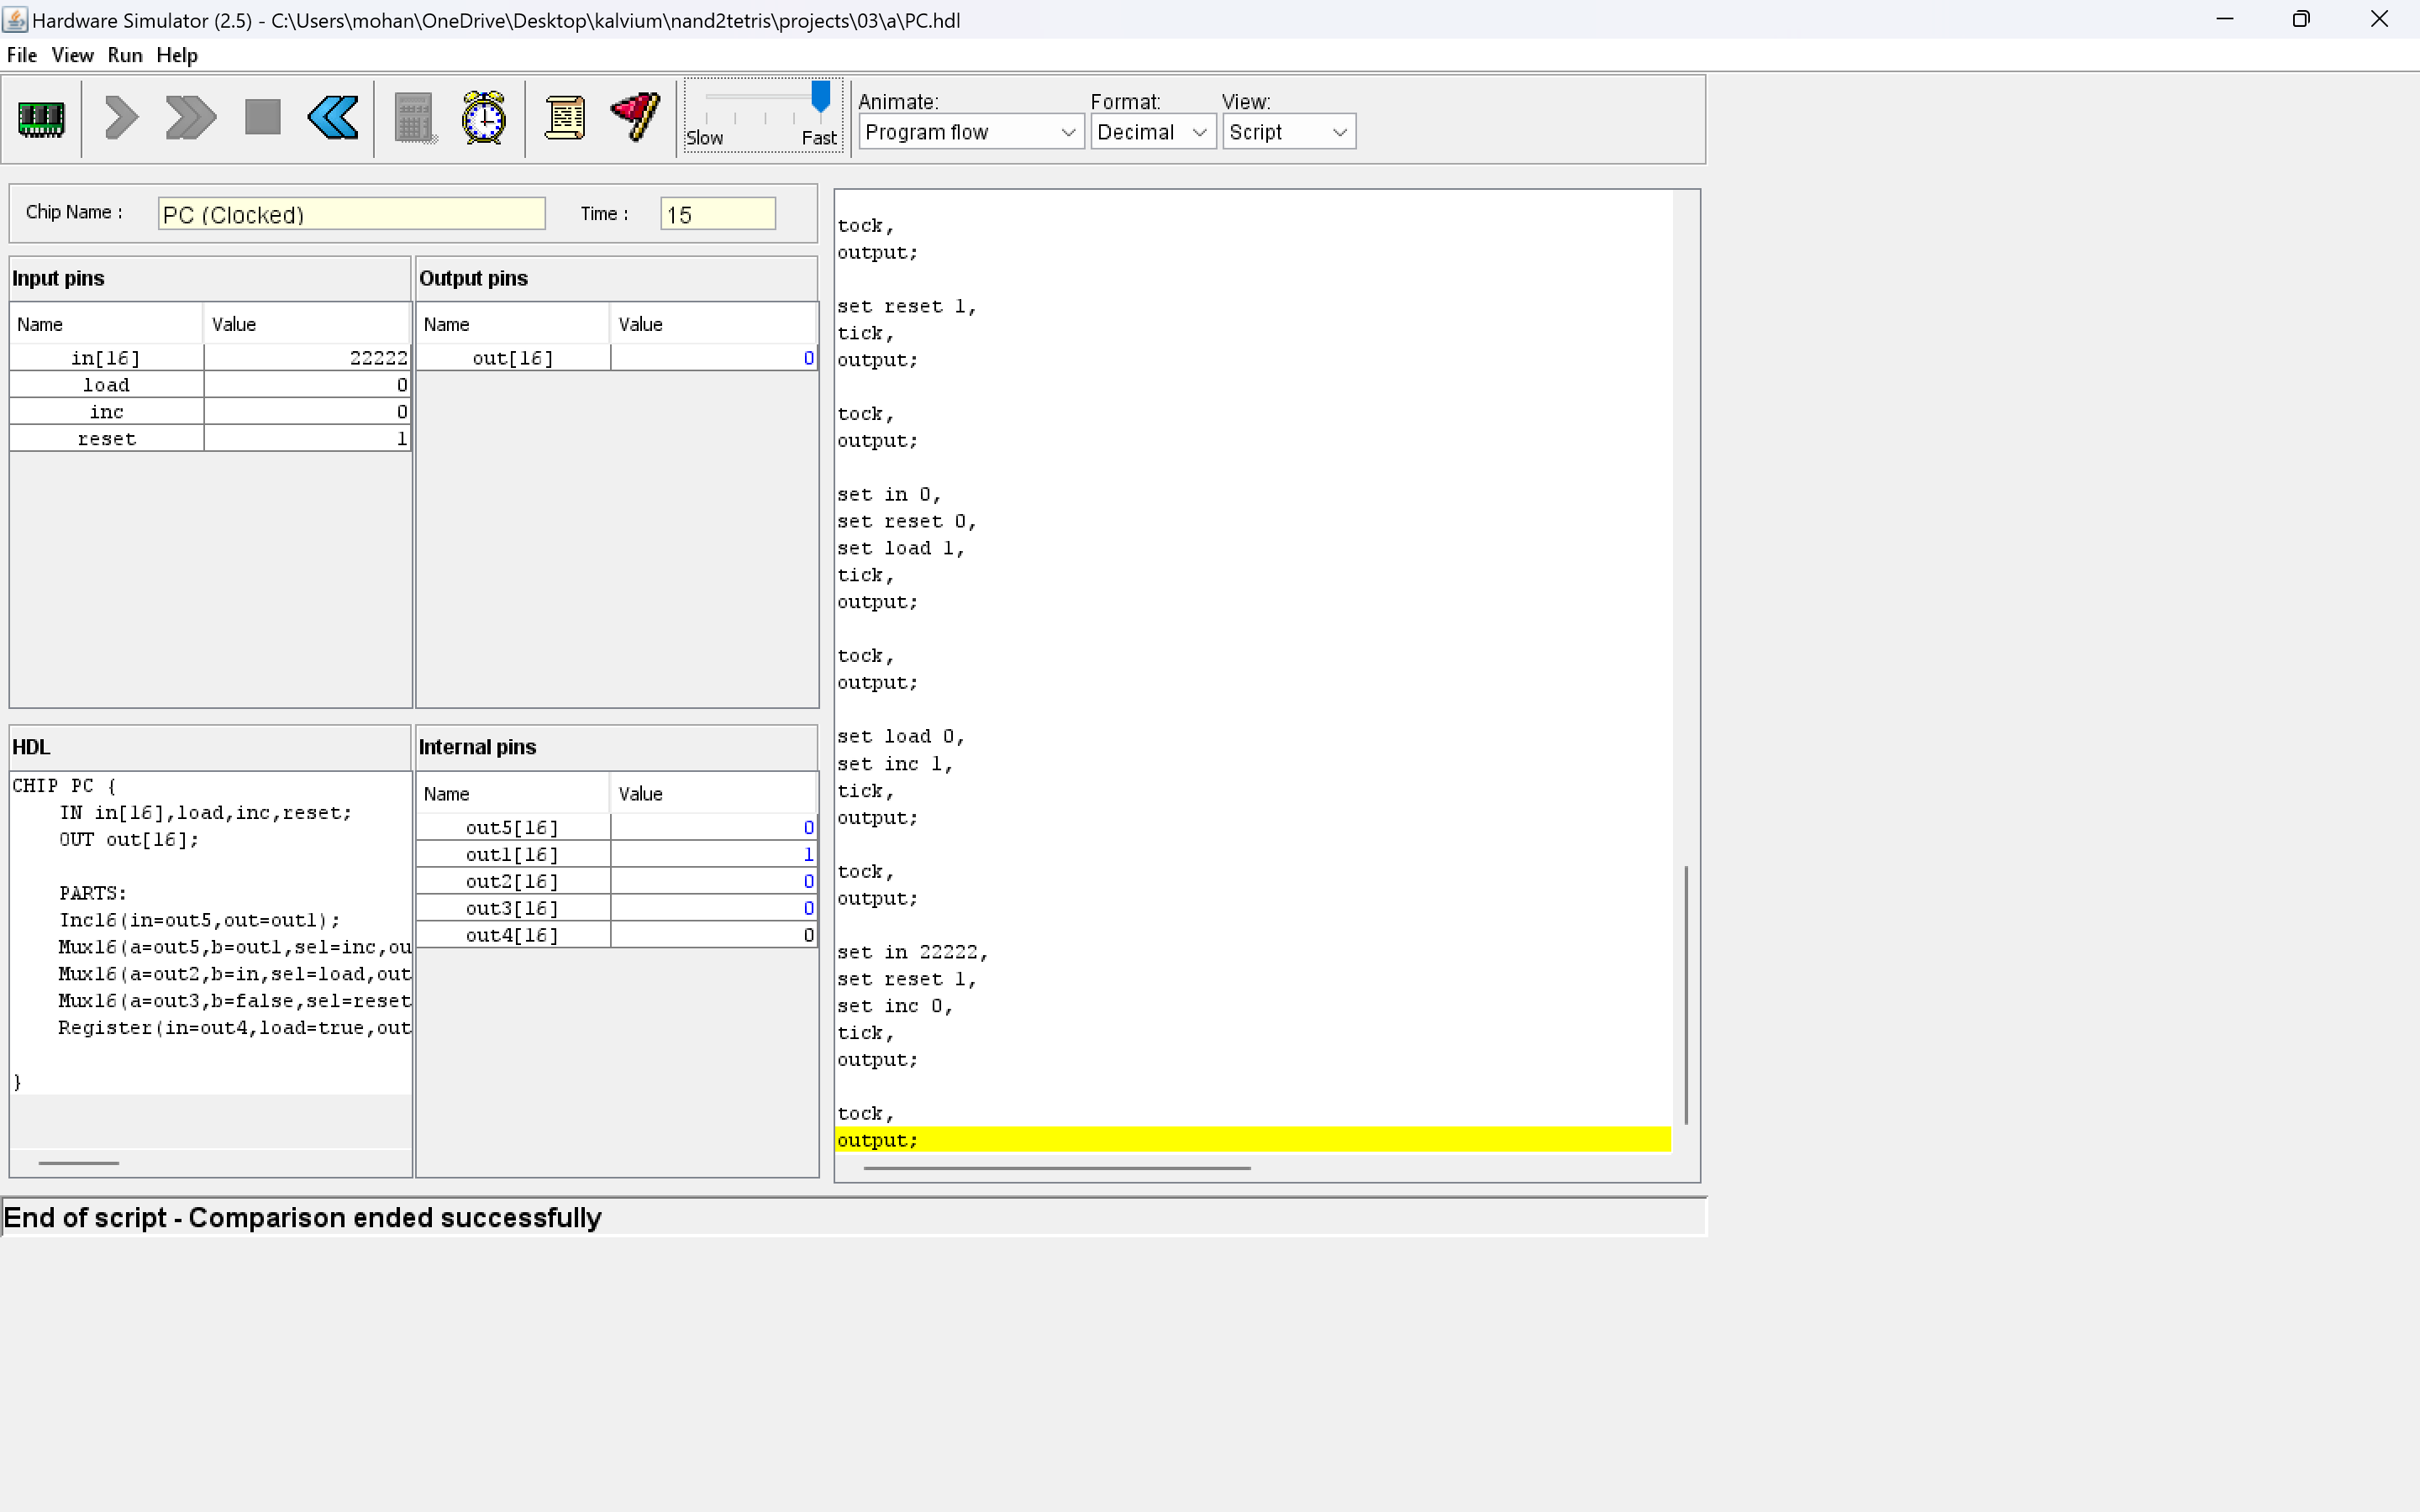 Hardware Simulator (2.5) - C:\Users\mohan\OneDrive\Desktop\kalvium\nand2tetris\projects\03\a\PC.hdl
File View Run Help
Slow Fast
Animate: Format: View:
Program flow Decimal Script
Chip Name : PC (Clocked) Time : 15
Input pins
Name Value
in[16] 22222
load 0
inc 0
reset 1
Output pins
Name Value
out[16] 0
HDL
CHIP PC {
IN in[16],load,inc,reset;
OUT out[16];
PARTS:
Inc16(in=out5,out=out1);
Mux16(a=out5,b=out1,sel=inc,ou
Mux16(a=out2,b=in,sel=load,out
Mux16(a=out3,b=false,sel=reset
Register(in=out4,load=true,out
}
Internal pins
Name Value
out5[16] 0
out1[16] 1
out2[16] 0
out3[16] 0
out4[16] 0
tock,
output;
set reset 1,
tick,
output;
tock,
output;
set in 0,
set reset 0,
set load 1,
tick,
output;
tock,
output;
set load 0,
set inc 1,
tick,
output;
tock,
output;
set in 22222,
set reset 1,
set inc 0,
tick,
output;
tock,
output;
End of script - Comparison ended successfully